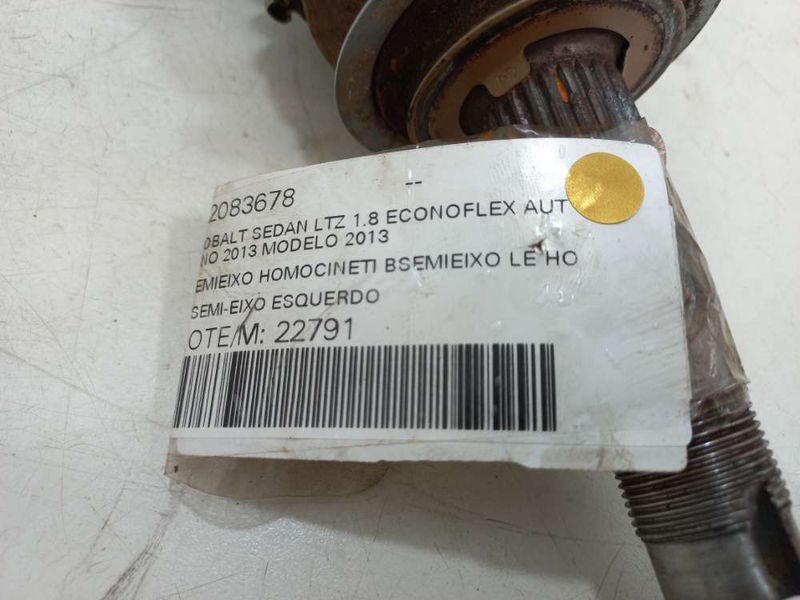 2083678 --
OBALT SEDAN LTZ 1.8 ECONOFLEX AUT
NO 2013 MODELO 2013
EMIEIXO HOMOCINETI BSEMIEIXO LE HO
SEMI-EIXO ESQUERDO
OTE/M: 22791